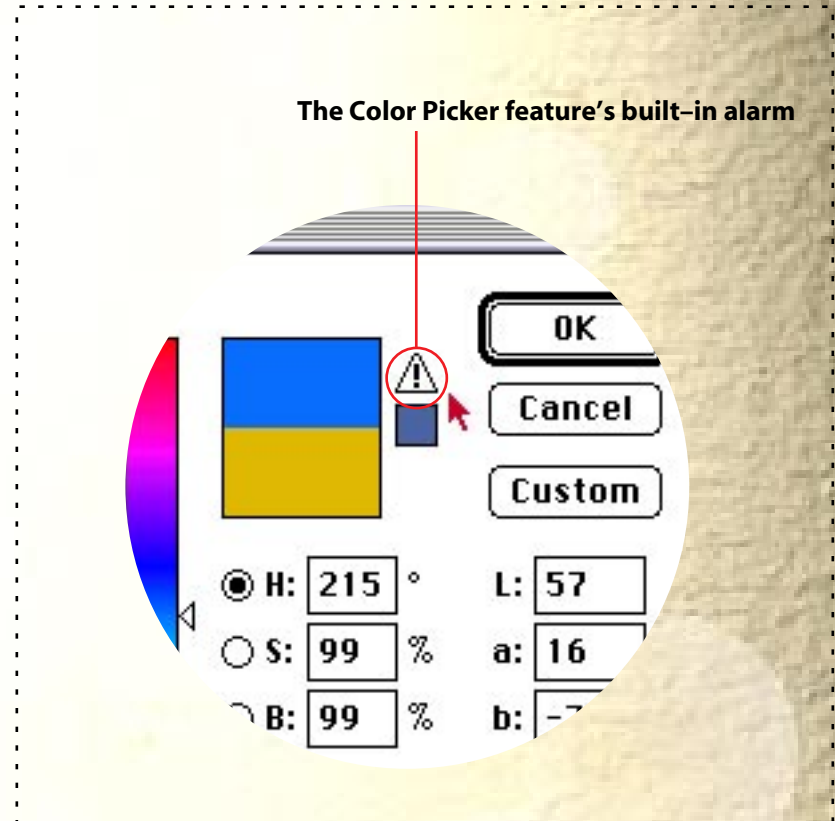 The Color Picker feature's built–in alarm
OK
Cancel
Custom
H: 215 ° L: 57
S: 99 % a: 16
B: 99 % b: